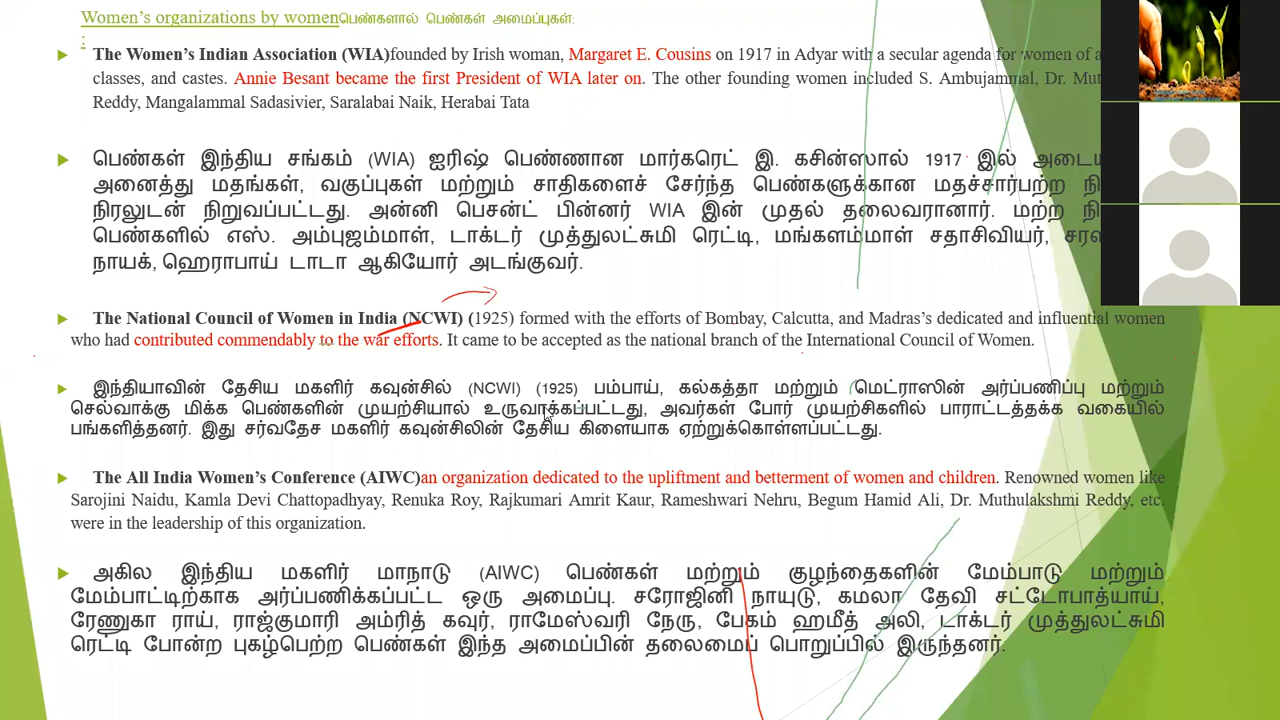 Women’s organizations by womenபெண்களால் பெண்கள் அமைப்புகள்:
:
The Women’s Indian Association (WIA)founded by Irish woman, Margaret E. Cousins on 1917 in Adyar with a secular agenda for women of a
classes, and castes. Annie Besant became the first President of WIA later on. The other founding women included S. Ambujammal, Dr.
Reddy, Mangalammal Sadasivier, Saralabai Naik, Herabai Tata
பெண்கள் இந்திய சங்கம் (WIA) ஐரிஷ் பெண்ணான மார்கரெட் இ. கசின்ஸால் 1917 இல்
அனைத்து மதங்கள், வகுப்புகள் மற்றும் சாதிகளைச் சேர்ந்த பெண்களுக்கான மதச்சார்பற்ற
நிரலுடன் நிறுவப்பட்டது. அன்னி பெசன்ட் பின்னர் WIA இன் முதல் தலைவரானார். மற்ற
பெண்களில் எஸ். அம்புஜம்மாள், டாக்டர் முத்துலட்சுமி ரெட்டி, மங்களம்மாள் சதாசிவியர்,
நாயக், ஹெராபாய் டாடா ஆகியோர் அடங்குவர்.
The National Council of Women in India (NCWI) (1925) formed with the efforts of Bombay, Calcutta, and Madras’s dedicated and influential women
who had contributed commendably to the war efforts. It came to be accepted as the national branch of the International Council of Women.
இந்தியாவின் தேசிய மகளிர் கவுன்சில் (NCWI) (1925) பம்பாய், கல்கத்தா மற்றும் மெட்ராஸின் அர்ப்பணிப்பு மற்றும்
செல்வாக்கு மிக்க பெண்களின் முயற்சியால் உருவாக்கப்பட்டது, அவர்கள் போர் முயற்சிகளில் பாராட்டத்தக்க வகையில்
பங்களித்தனர். இது சர்வதேச மகளிர் கவுன்சிலின் தேசிய கிளையாக ஏற்றுக்கொள்ளப்பட்டது.
The All India Women’s Conference (AIWC)an organization dedicated to the upliftment and betterment of women and children. Renowned women like
Sarojini Naidu, Kamla Devi Chattopadhyay, Renuka Roy, Rajkumari Amrit Kaur, Rameshwari Nehru, Begum Hamid Ali, Dr. Muthulakshmi Reddy, etc.
were in the leadership of this organization.
அகில இந்திய மகளிர் மாநாடு (AIWC) பெண்கள் மற்றும் குழந்தைகளின் மேம்பாடு மற்றும்
மேம்பாட்டிற்காக அர்ப்பணிக்கப்பட்ட ஒரு அமைப்பு. சரோஜினி நாயுடு, கமலா தேவி சட்டோபாத்யாய்,
ரேணுகா ராய், ராஜ்குமாரி அம்ரித் கவுர், ராமேஸ்வரி நேரு, பேகம் ஹமீத் அலி, டாக்டர் முத்துலட்சுமி
ரெட்டி போன்ற புகழ்பெற்ற பெண்கள் இந்த அமைப்பின் தலைமைப் பொறுப்பில் இருந்தனர்.